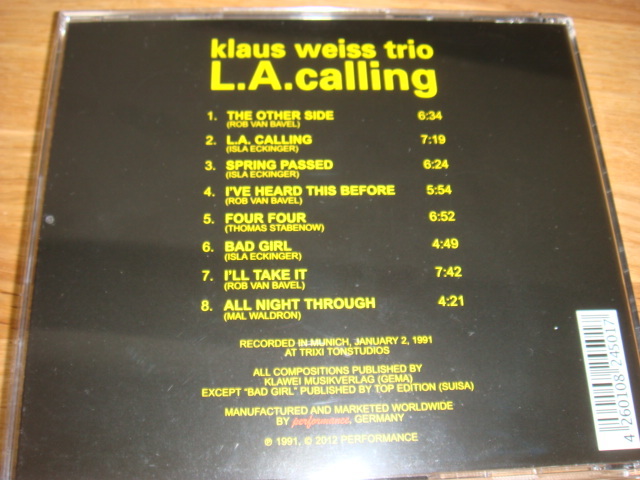 klaus weiss trio
L.A.calling
1. THE OTHER SIDE 6:34
(ROB VAN BAVEL)
2. L.A. CALLING 7:19
(ISLA ECKINGER)
3. SPRING PASSED 6:24
(ISLA ECKINGER)
4. I'VE HEARD THIS BEFORE 5:54
(ROB VAN BAVEL)
5. FOUR FOUR 6:52
(THOMAS STABENOW)
6. BAD GIRL 4:49
(ISLA ECKINGER)
7. I'LL TAKE IT 7:42
(ROB VAN BAVEL)
8. ALL NIGHT THROUGH 4:21
(MAL WALDRON)
RECORDED IN MUNICH, JANUARY 2, 1991
AT TRIXI TONSTUDIOS
ALL COMPOSITIONS PUBLISHED BY
KLAWEI MUSIKVERLAG (GEMA)
EXCEPT "BAD GIRL" PUBLISHED BY TOP EDITION (SUISA)
MANUFACTURED AND MARKETED WORLDWIDE
BY performance, GERMANY
℗ 1991, © 2012 PERFORMANCE
4 260108 245017